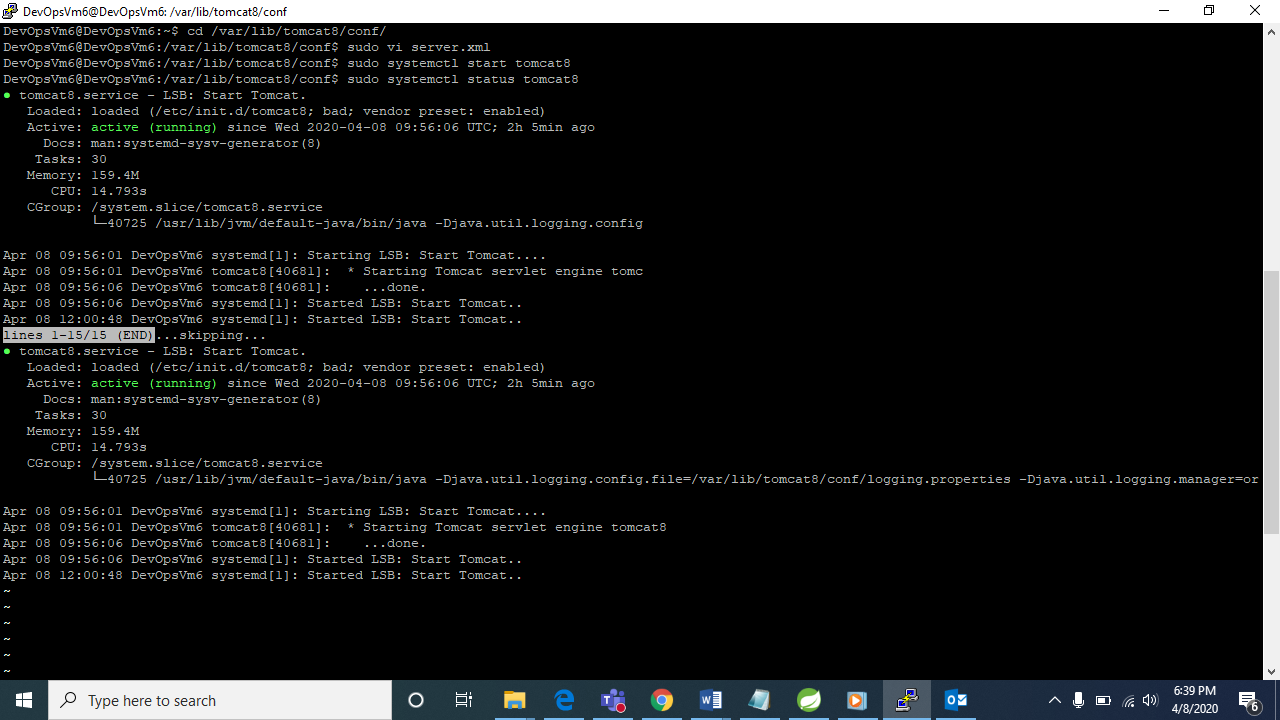 DevOpsVm6@DevOpsVm6: /var/lib/tomcat8/conf
DevOpsVm6@DevOpsVm6:~$ cd /var/lib/tomcat8/conf/
DevOpsVm6@DevOpsVm6:/var/lib/tomcat8/conf$ sudo vi server.xml
DevOpsVm6@DevOpsVm6:/var/lib/tomcat8/conf$ sudo systemctl start tomcat8
DevOpsVm6@DevOpsVm6:/var/lib/tomcat8/conf$ sudo systemctl status tomcat8
● tomcat8.service - LSB: Start Tomcat.
Loaded: loaded (/etc/init.d/tomcat8; bad; vendor preset: enabled)
Active: active (running) since Wed 2020-04-08 09:56:06 UTC; 2h 5min ago
Docs: man:systemd-sysv-generator(8)
Tasks: 30
Memory: 159.4M
CPU: 14.793s
CGroup: /system.slice/tomcat8.service
└─40725 /usr/lib/jvm/default-java/bin/java -Djava.util.logging.config
Apr 08 09:56:01 DevOpsVm6 systemd[1]: Starting LSB: Start Tomcat....
Apr 08 09:56:01 DevOpsVm6 tomcat8[40681]:  * Starting Tomcat servlet engine tomc
Apr 08 09:56:06 DevOpsVm6 tomcat8[40681]:    ...done.
Apr 08 09:56:06 DevOpsVm6 systemd[1]: Started LSB: Start Tomcat..
Apr 08 12:00:48 DevOpsVm6 systemd[1]: Started LSB: Start Tomcat..
lines 1-15/15 (END)...skipping...
● tomcat8.service - LSB: Start Tomcat.
Loaded: loaded (/etc/init.d/tomcat8; bad; vendor preset: enabled)
Active: active (running) since Wed 2020-04-08 09:56:06 UTC; 2h 5min ago
Docs: man:systemd-sysv-generator(8)
Tasks: 30
Memory: 159.4M
CPU: 14.793s
CGroup: /system.slice/tomcat8.service
└─40725 /usr/lib/jvm/default-java/bin/java -Djava.util.logging.config.file=/var/lib/tomcat8/conf/logging.properties -Djava.util.logging.manager=or
Apr 08 09:56:01 DevOpsVm6 systemd[1]: Starting LSB: Start Tomcat....
Apr 08 09:56:01 DevOpsVm6 tomcat8[40681]:  * Starting Tomcat servlet engine tomcat8
Apr 08 09:56:06 DevOpsVm6 tomcat8[40681]:    ...done.
Apr 08 09:56:06 DevOpsVm6 systemd[1]: Started LSB: Start Tomcat..
Apr 08 12:00:48 DevOpsVm6 systemd[1]: Started LSB: Start Tomcat..
~
~
~
~
~
~
Type here to search
6:39 PM
4/8/2020
6